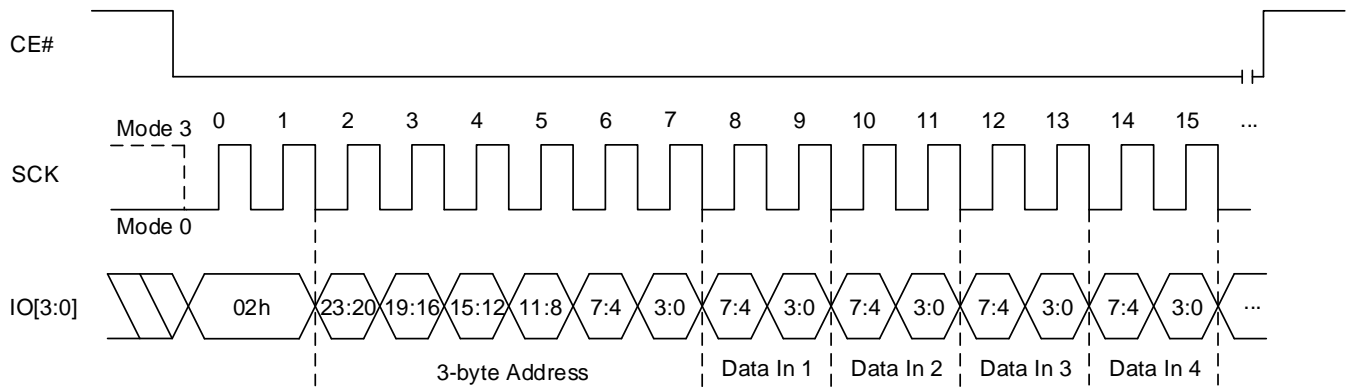 CE#
Mode 3 0 1 2 3 4 5 6 7 8 9 10 11 12 13 14 15 ...
SCK
Mode 0
IO[3:0] 02h 23:20 19:16 15:12 11:8 7:4 3:0 7:4 3:0 7:4 3:0 7:4 3:0 7:4 3:0 ...
3-byte Address Data In 1 Data In 2 Data In 3 Data In 4